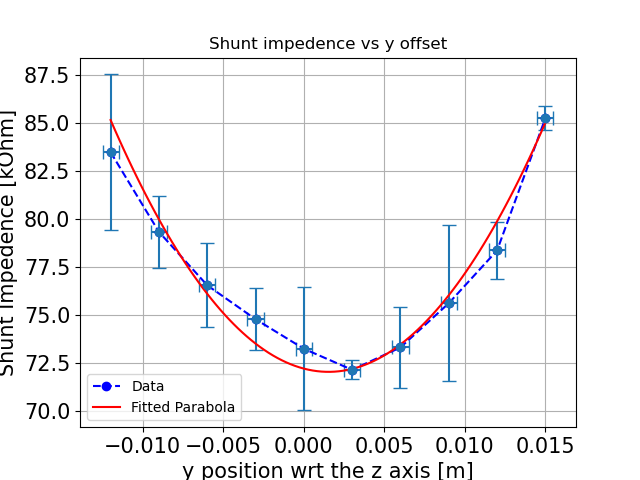 Shunt impedence vs y offset
Shunt Impedence [kOhm]
87.5
85.0
82.5
80.0
77.5
75.0
72.5
70.0
Data
Fitted Parabola
−0.010 −0.005 0.000 0.005 0.010 0.015
y position wrt the z axis [m]